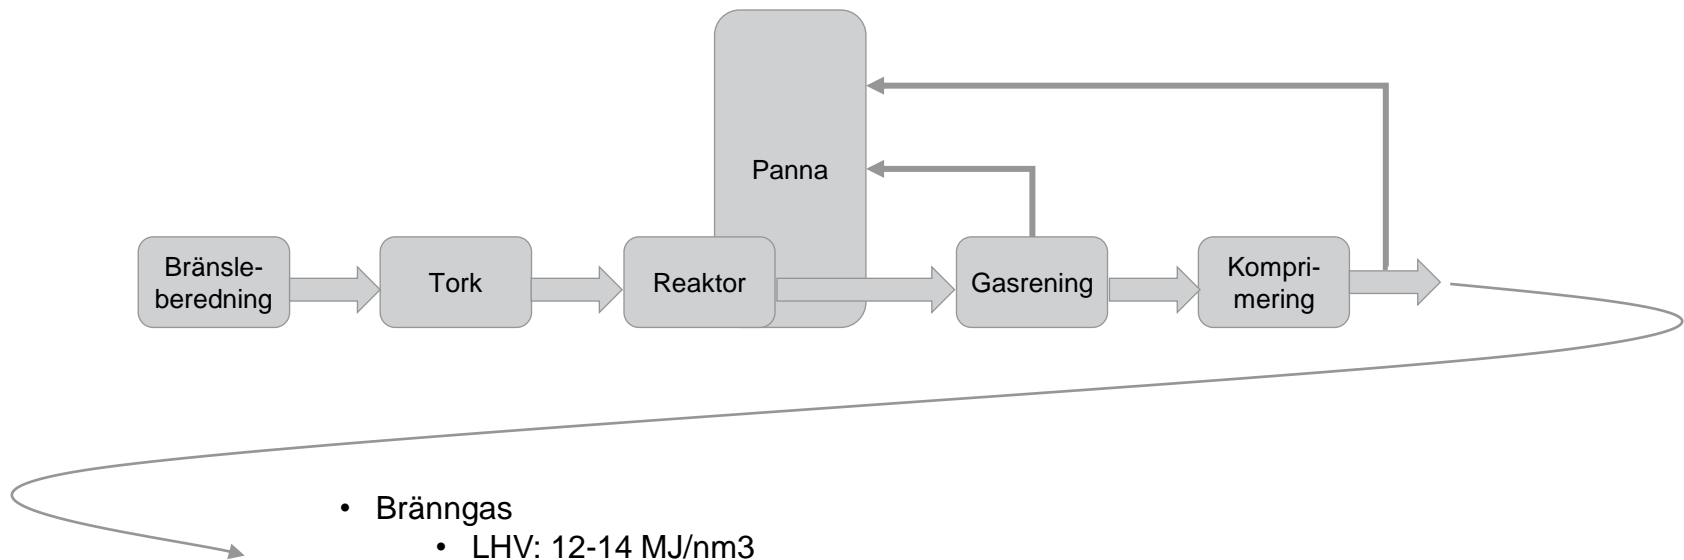 Panna
Bränsle-
beredning
Tork
Reaktor
Gasrening
Kompri-
mering
• Bränngas
• LHV: 12-14 MJ/nm3